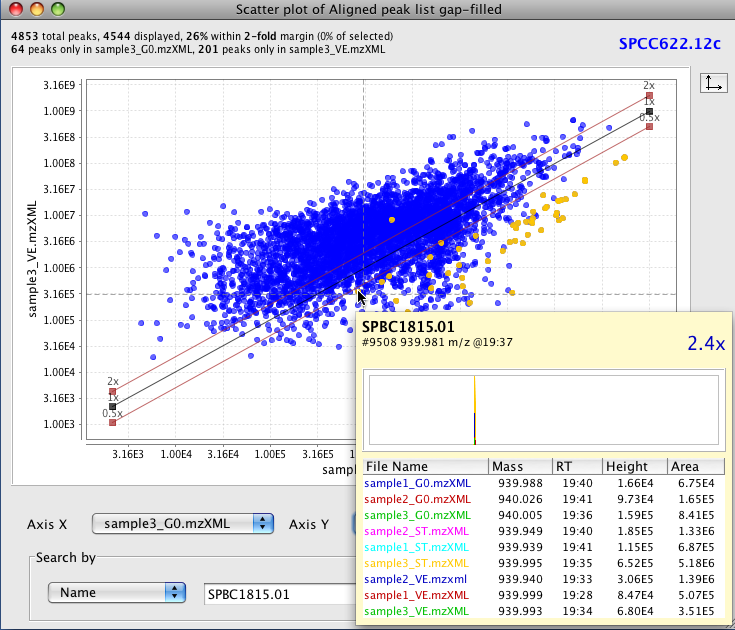 Scatter plot of Aligned peak list gap-filled
4853 total peaks, 4544 displayed, 26% within 2-fold margin (0% of selected)
64 peaks only in sample3_G0.mzXML, 201 peaks only in sample3_VE.mzXML
SPCC622.12c
3.16E9
1.00E9
3.16E8
1.00E8
3.16E7
1.00E7
3.16E6
1.00E6
3.16E5
1.00E5
3.16E4
1.00E4
3.16E3
1.00E3
sample3_VE.mzXML
2x
1x
0.5x
2x
1x
0.5x
3.16E3 1.00E4 3.16E4 1.00E5 3.16E5 1.0
samp
SPBC1815.01
#9508 939.981 m/z @19:37
2.4x
File Name Mass RT Height Area
sample1_G0.mzXML 939.988 19:40 1.66E4 6.75E4
sample2_G0.mzXML 940.026 19:41 9.73E4 1.65E5
sample3_G0.mzXML 940.005 19:36 1.59E5 8.41E5
sample2_ST.mzXML 939.949 19:40 1.85E5 1.33E6
sample1_ST.mzXML 939.939 19:41 1.15E5 6.87E5
sample3_ST.mzXML 939.995 19:35 6.52E5 5.18E6
sample2_VE.mzxml 939.940 19:33 3.06E5 1.39E6
sample1_VE.mzXML 939.999 19:28 8.47E4 5.07E5
sample3_VE.mzXML 939.993 19:34 6.80E4 3.51E5
Axis X sample3_G0.mzXML Axis Y
Search by
Name SPBC1815.01